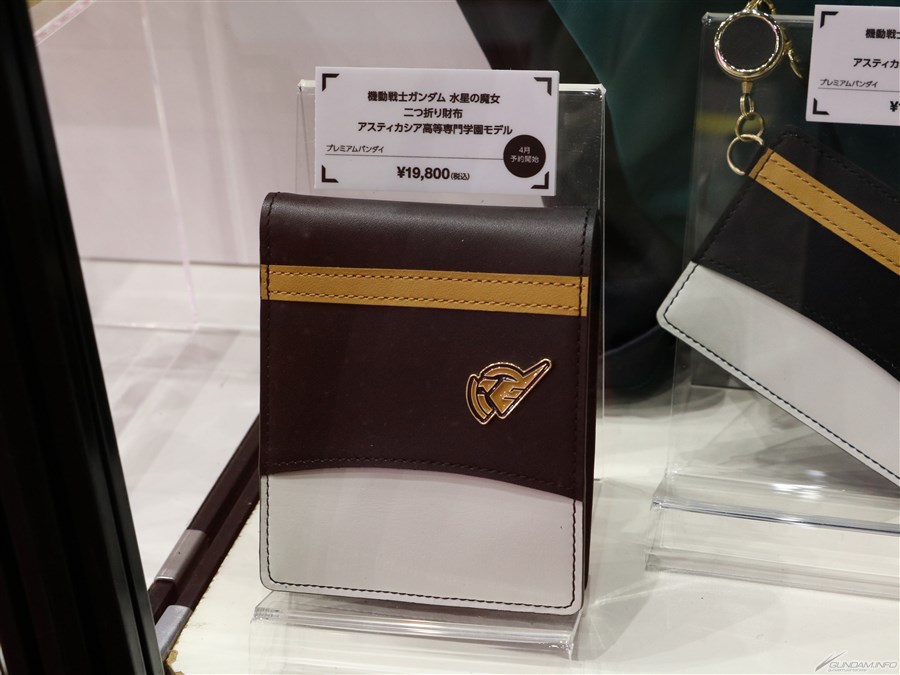 機動戦士ガンダム 水星の魔女
二つ折り財布
アスティカシア高等専門学園モデル
プレミアムバンダイ
4月
予約開始
¥19,800(税込)
機動戦士
アスティカ
プレミアムバンダイ
GUNDAM.INFO